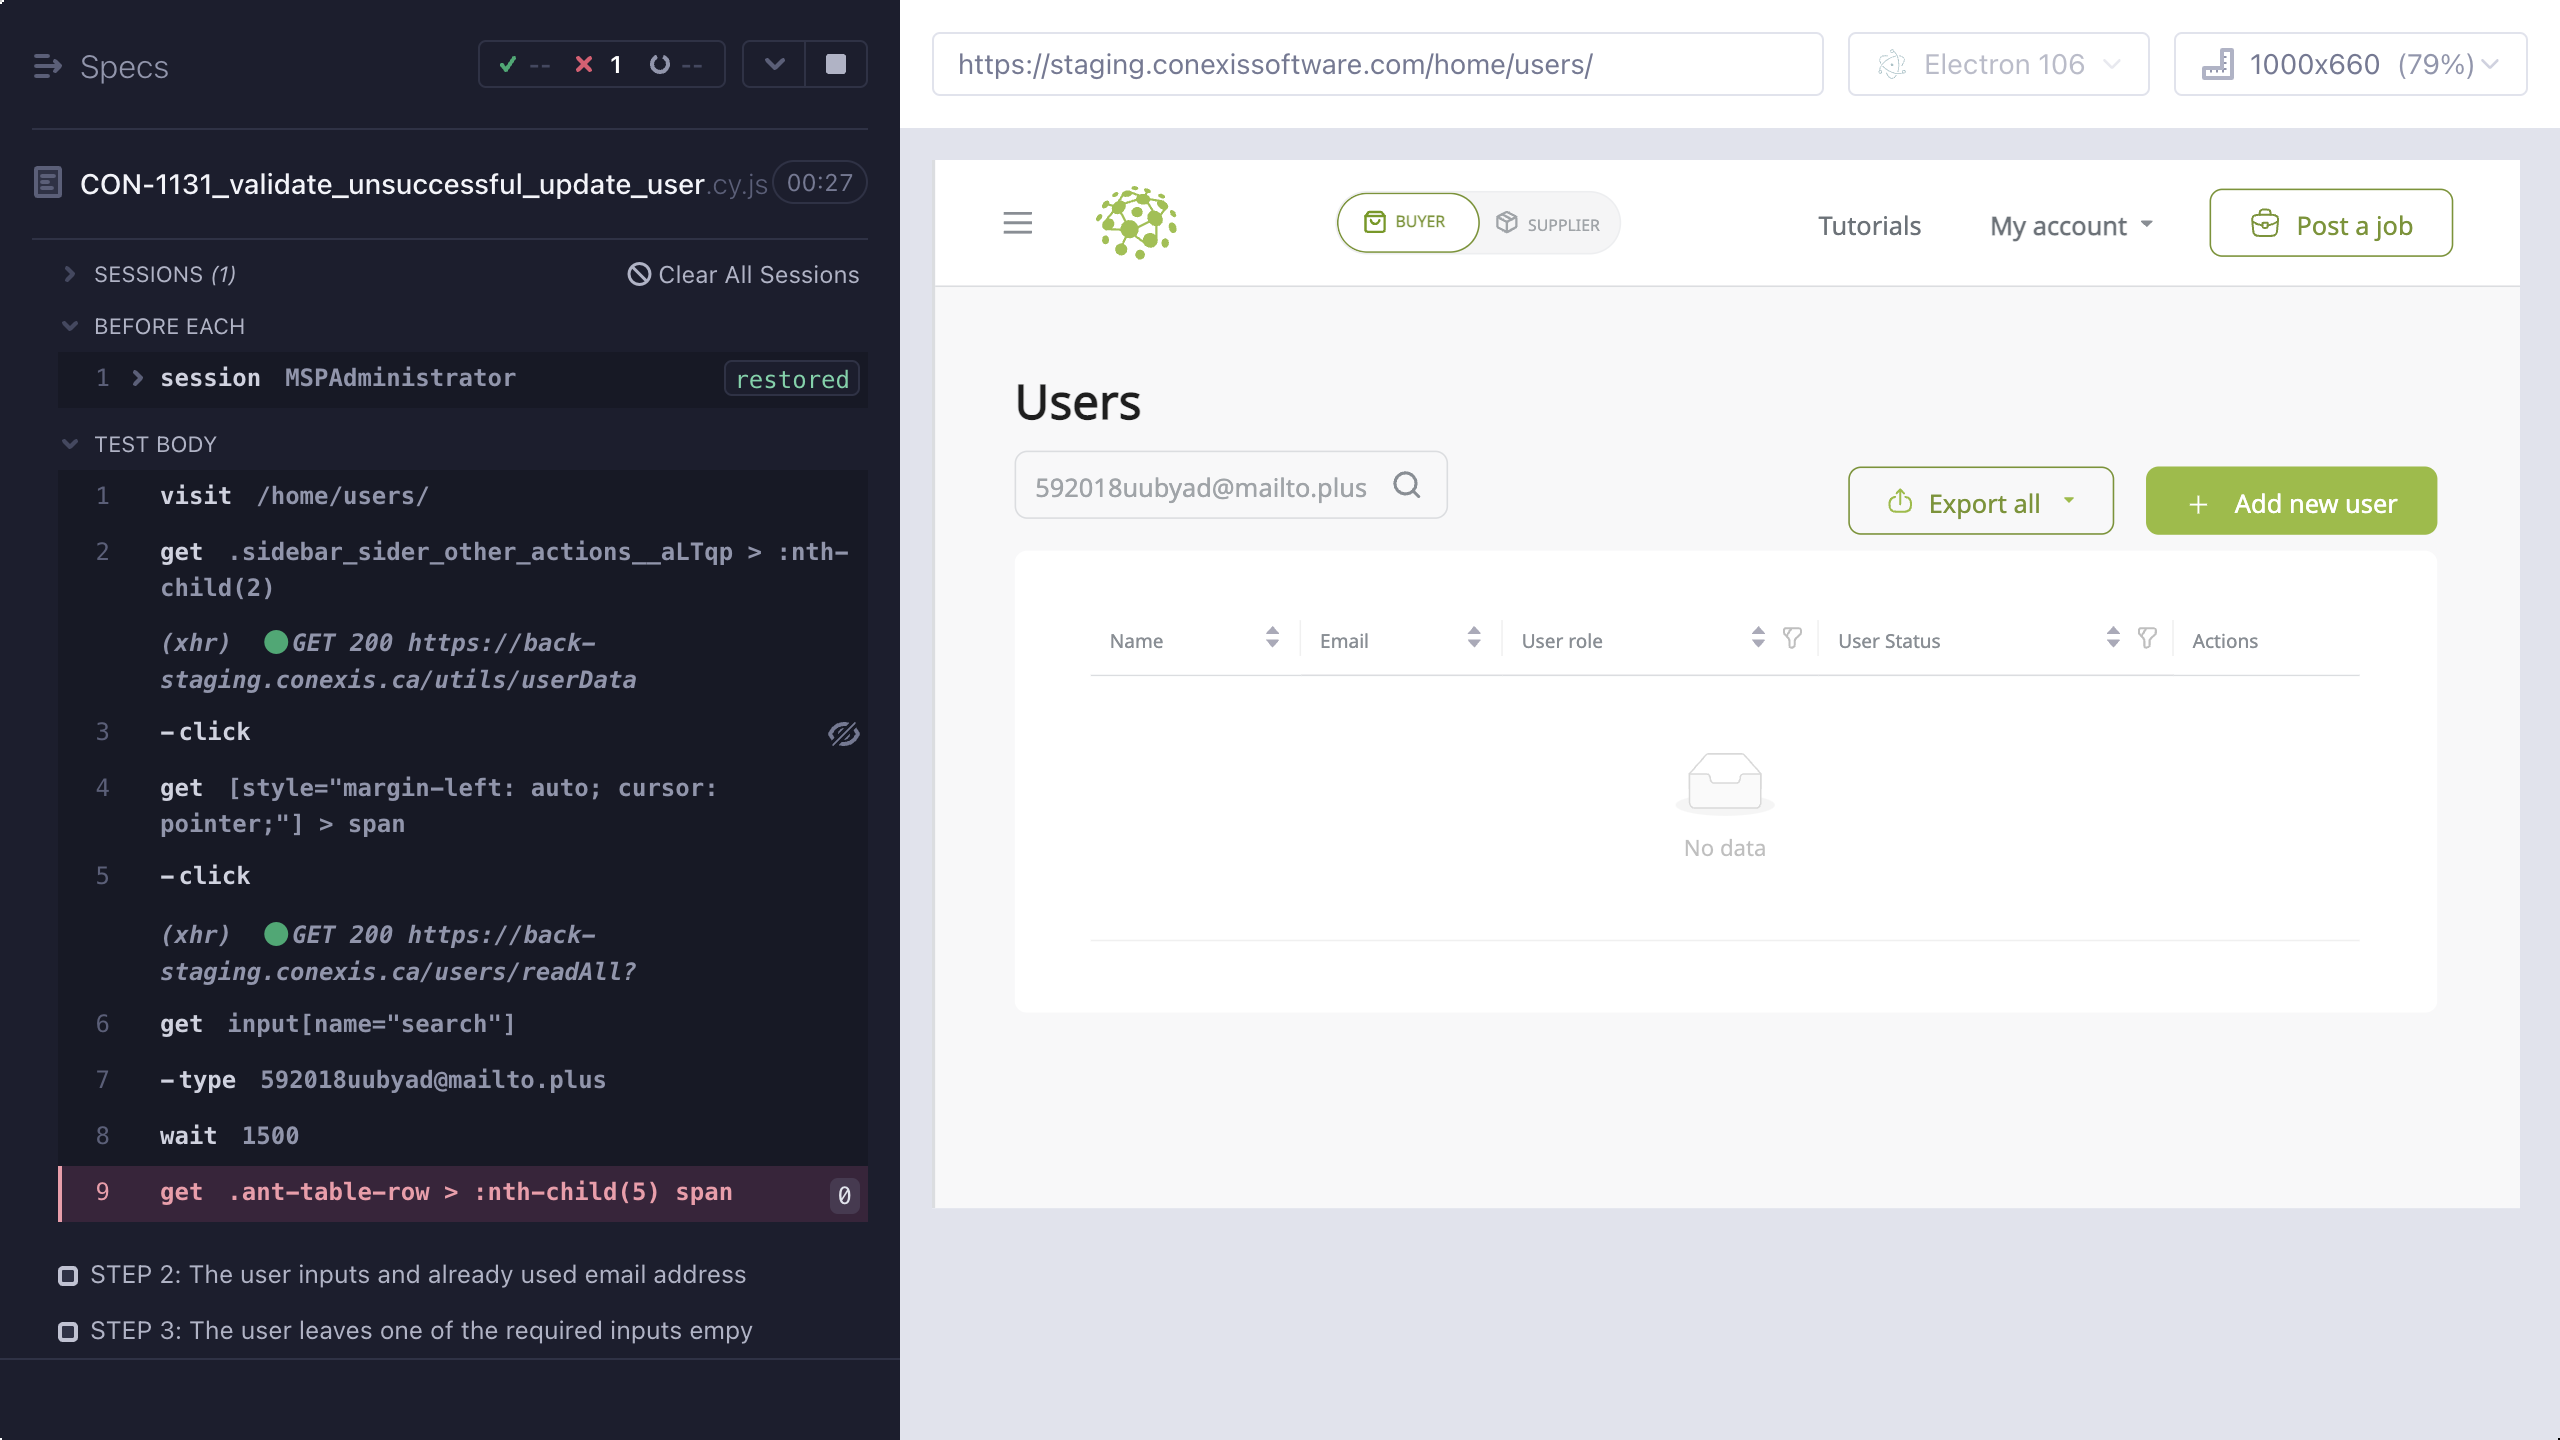 Specs
-- 1 --
CON-1131_validate_unsuccessful_update_user.cy.js 00:27
SESSIONS (1) Clear All Sessions
BEFORE EACH
1 session MSPAdministrator restored
TEST BODY
1 visit /home/users/
2 get .sidebar_sider_other_actions__aLTqp > :nth-
child(2)
(xhr) GET 200 https://back-
staging.conexis.ca/utils/userData
3 -click
4 get [style="margin-left: auto; cursor:
pointer;"] > span
5 -click
(xhr) GET 200 https://back-
staging.conexis.ca/users/readAll?
6 get input[name="search"]
7 -type 592018uubyad@mailto.plus
8 wait 1500
9 get .ant-table-row > :nth-child(5) span 0
STEP 2: The user inputs and already used email address
STEP 3: The user leaves one of the required inputs empy
https://staging.conexissoftware.com/home/users/ Electron 106 1000x660 (79%)
BUYER SUPPLIER Tutorials My account Post a job
Users
592018uubyad@mailto.plus Export all + Add new user
Name Email User role User Status Actions
No data